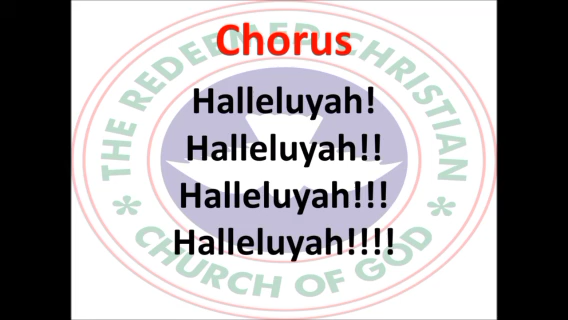 Chorus
Halleluyah!
Halleluyah!!
Halleluyah!!!
Halleluyah!!!!
THE REDEEMED CHRISTIAN
CHURCH OF GOD